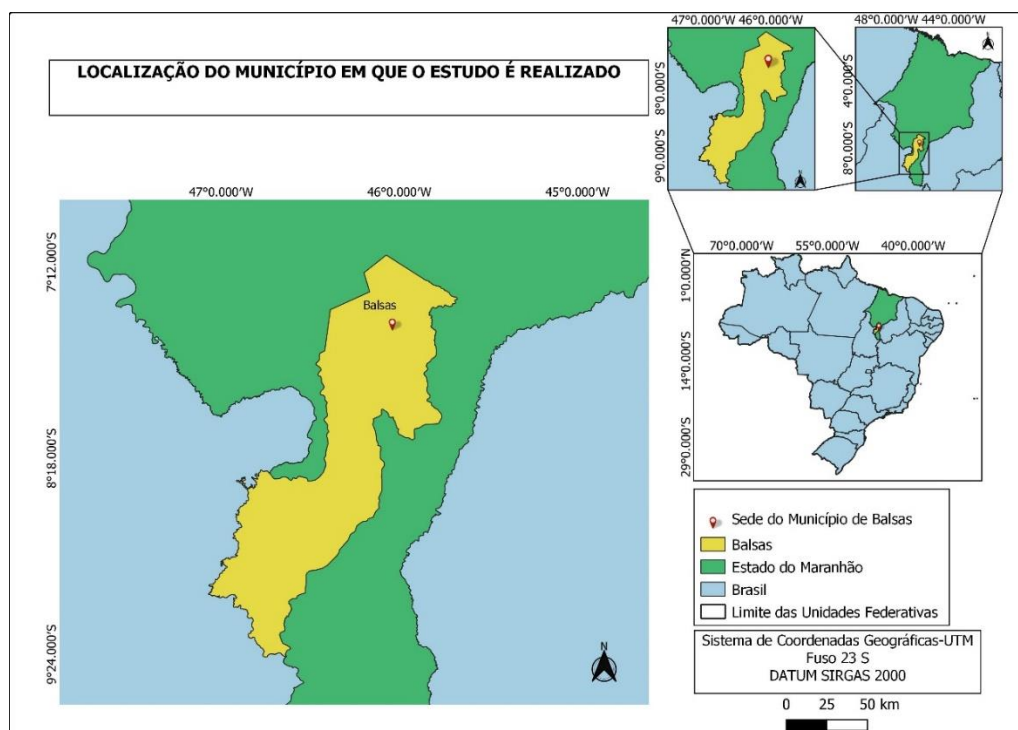 LOCALIZAÇÃO DO MUNICÍPIO EM QUE O ESTUDO É REALIZADO
47°0.000'W 46°0.000'W 45°0.000'W
7°12.000'S
8°18.000'S
9°24.000'S
Balsas
N
47°0.000'W 46°0.000'W
8°0.000'S
9°0.000'S
48°0.000'W 44°0.000'W
4°0.000'S
8°0.000'S
70°0.000'W 55°0.000'W 40°0.000'W
1°0.000'N
14°0.000'S
29°0.000'S
Sede do Município de Balsas
Balsas
Estado do Maranhão
Brasil
Limite das Unidades Federativas
Sistema de Coordenadas Geográficas-UTM
Fuso 23 S
DATUM SIRGAS 2000
0 25 50 km